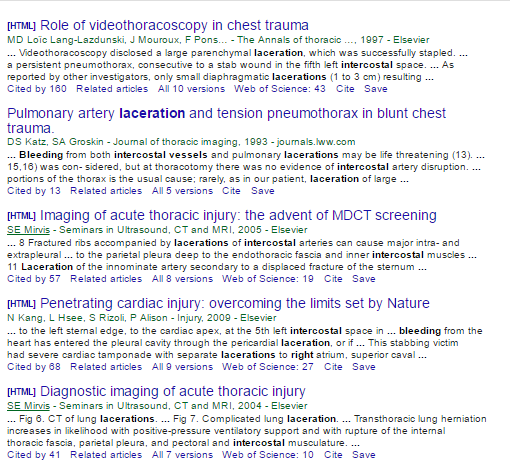 [HTML] Role of videothoracoscopy in chest trauma
MD Loïc Lang-Lazdunski, J Mouroux, F Pons... - The Annals of thoracic ..., 1997 - Elsevier
... Videothoracoscopy disclosed a large parenchymal laceration, which was successfully stapled. ...
a persistent pneumothorax, consecutive to a stab wound in the fifth left intercostal space. ... As
reported by other investigators, only small diaphragmatic lacerations (1 to 3 cm) resulting ...
Cited by 160 Related articles All 10 versions Web of Science: 43 Cite Save
Pulmonary artery laceration and tension pneumothorax in blunt chest
trauma.
DS Katz, SA Groskin - Journal of thoracic imaging, 1993 - journals.lww.com
... Bleeding from both intercostal vessels and pulmonary lacerations may be life threatening (13). ...
15,16) was con- sidered, but at thoracotomy there was no evidence of intercostal artery disruption. ...
portions of the thorax is the usual cause; rarely, as in our patient, laceration of large ...
Cited by 13 Related articles All 5 versions Cite Save
[HTML] Imaging of acute thoracic injury: the advent of MDCT screening
SE Mirvis - Seminars in Ultrasound, CT and MRI, 2005 - Elsevier
... 8 Fractured ribs accompanied by lacerations of intercostal arteries can cause major intra- and
extrapleural ... to the parietal pleura deep to the endothoracic fascia and inner intercostal muscles ...
11 Laceration of the innominate artery secondary to a displaced fracture of the sternum ...
Cited by 57 Related articles All 8 versions Web of Science: 19 Cite Save
[HTML] Penetrating cardiac injury: overcoming the limits set by Nature
N Kang, L Hsee, S Rizoli, P Alison - Injury, 2009 - Elsevier
... to the left sternal edge, to the cardiac apex, at the 5th left intercostal space in ... bleeding from the
heart has entered the pleural cavity through the pericardial laceration, or if ... This stabbing victim
had severe cardiac tamponade with separate lacerations to right atrium, superior caval ...
Cited by 68 Related articles All 9 versions Web of Science: 27 Cite Save
[HTML] Diagnostic imaging of acute thoracic injury
SE Mirvis - Seminars in Ultrasound, CT and MRI, 2004 - Elsevier
... Fig 6. CT of lung lacerations. ... Fig 7. Complicated lung laceration. ... Transthoracic lung herniation
increases in likelihood with positive-pressure ventilatory support and with rupture of the internal
thoracic fascia, parietal pleura, and pectoral and intercostal musculature. ...
Cited by 41 Related articles All 7 versions Web of Science: 10 Cite Save